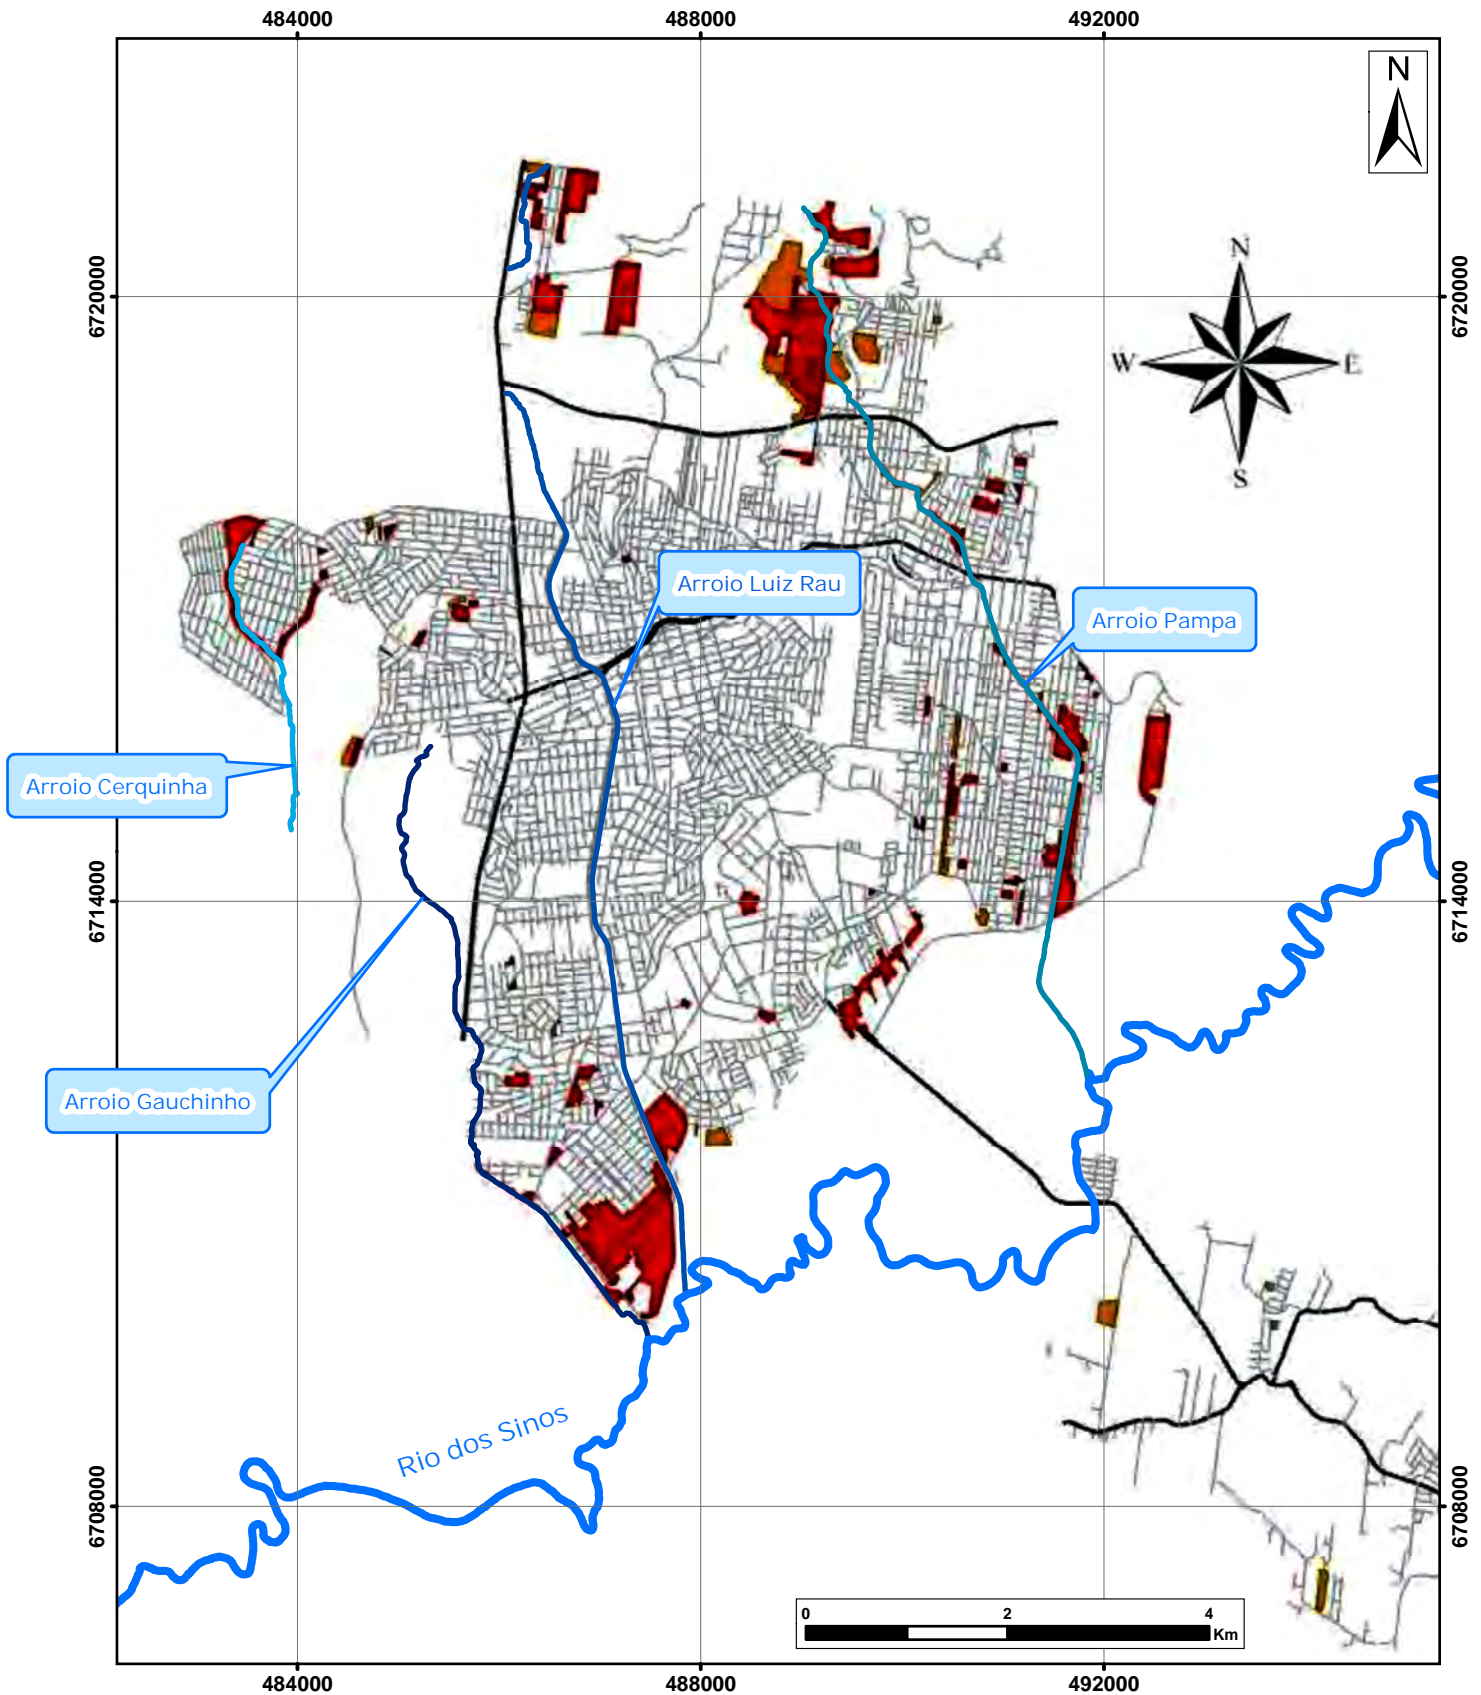 484000 488000 492000
N
N
W E
S
6720000
6720000
Arroio Luiz Rau
Arroio Pampa
Arroio Cerquinha
6714000
6714000
Arroio Gauchinho
Rio dos Sinos
6708000
6708000
0 2 4
Km
484000 488000 492000